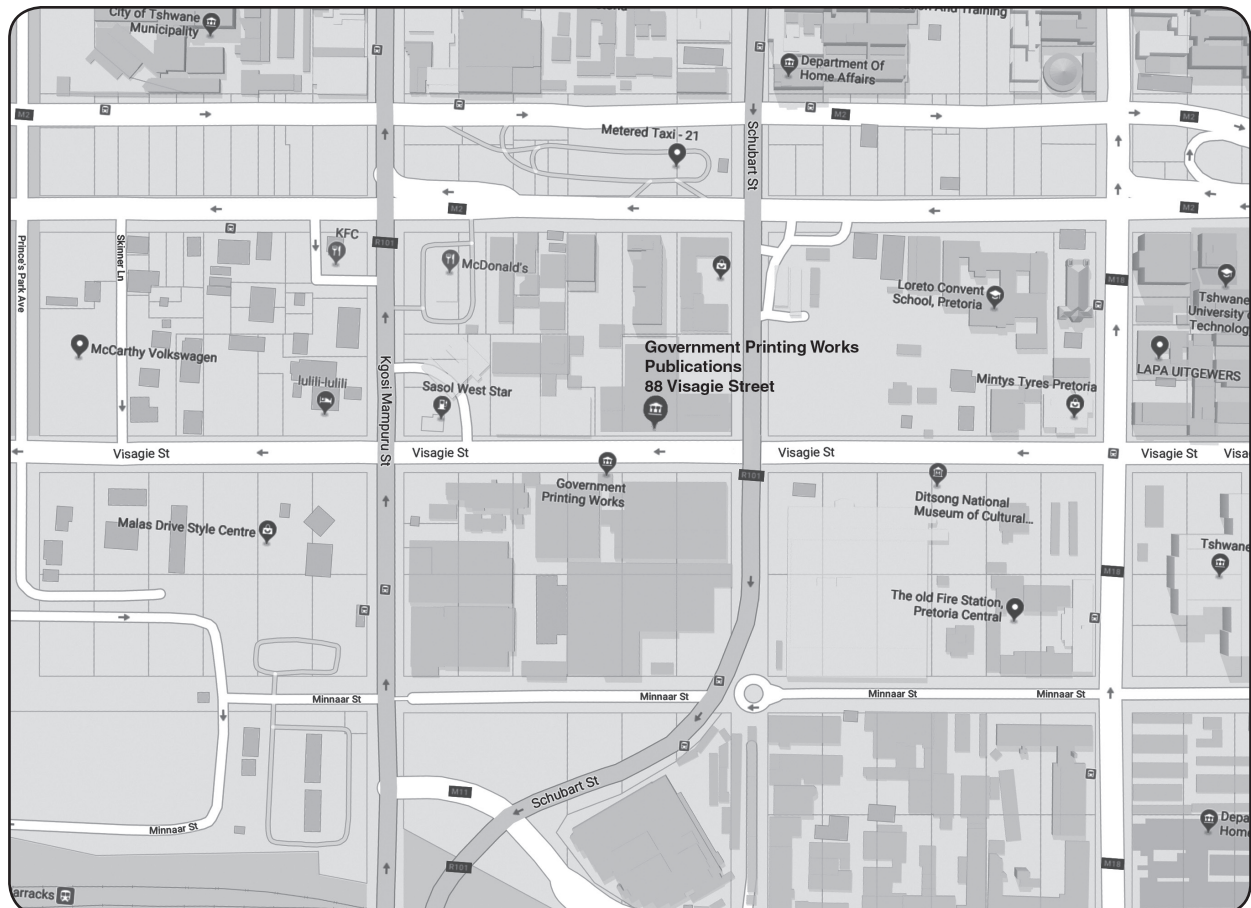 City of Tshwane
Municipality
And Training
Department Of
Home Affairs
M2
M2
M2
Metered Taxi - 21
Schubart St
M2
M2
Prince's Park Ave
Skinner Ln
KFC
R101
McDonald's
Loreto Convent
School, Pretoria
M18
Tshwane
University
Technolog
McCarthy Volkswagen
Government Printing Works
Publications
88 Visagie Street
LAPA UITGEWERS
Iulili-lulili
Kgosi Mampuru St
Sasol West Star
Mintys Tyres Pretoria
Visagie St
Visagie St
Visagie St
Visagie St
Visa
R101
Government
Printing Works
Ditsong National
Museum of Cultural...
Malas Drive Style Centre
Tshwane
M18
The old Fire Station,
Pretoria Central
Minnaar St
Minnaar St
Minnaar St
Minnaar St
M11
Schubart St
Minnaar St
Depa
Home
R101
M18
arracks